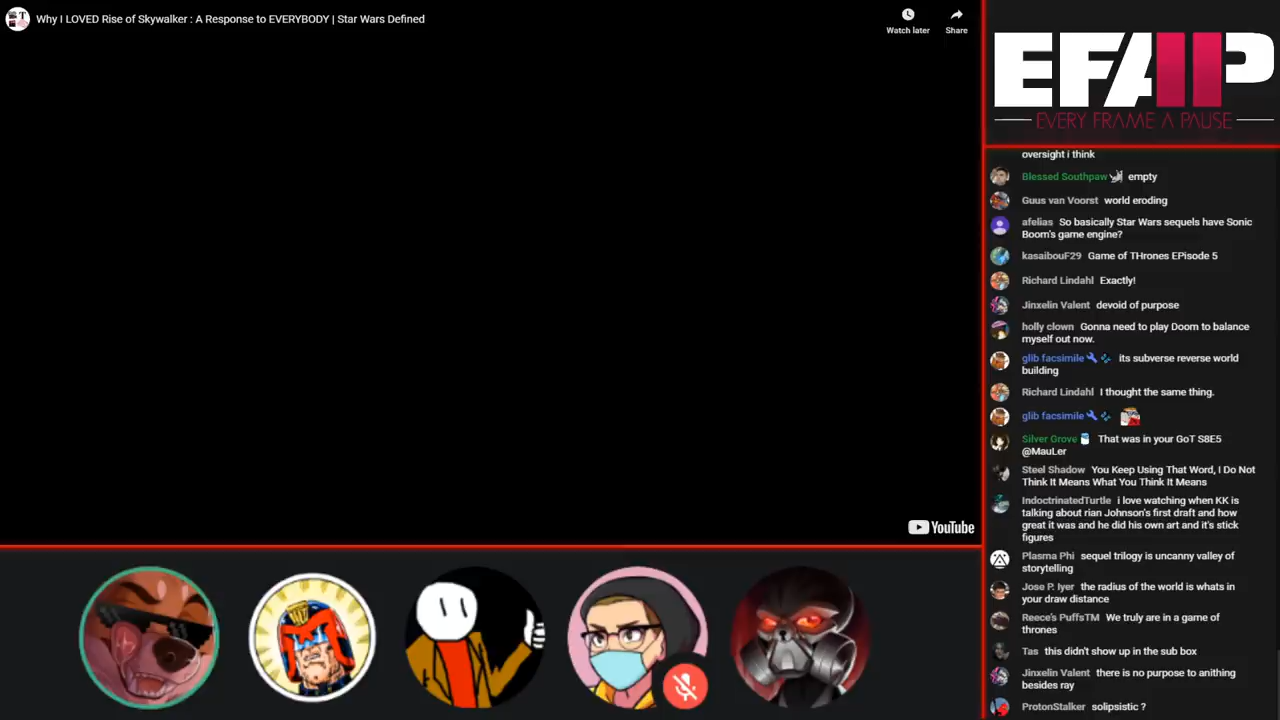 Why I LOVED Rise of Skywalker : A Response to EVERYBODY | Star Wars Defined
Watch later
Share
YouTube
EFAP
EVERY FRAME A PAUSE
oversight i think
Blessed Southpaw empty
Guus van Voorst world eroding
afelias So basically Star Wars sequels have Sonic
Boom's game engine?
kasaibouF29 Game of THrones EPisode 5
Richard Lindahl Exactly!
Jinxelin Valent devoid of purpose
holly clown Gonna need to play Doom to balance
myself out now.
glib facsimile its subverse reverse world
building
Richard Lindahl I thought the same thing.
glib facsimile
Silver Grove That was in your GoT S8E5
@MauLer
Steel Shadow You Keep Using That Word, I Do Not
Think It Means What You Think It Means
IndoctrinatedTurtle i love watching when KK is
talking about rian Johnson's first draft and how
great it was and he did his own art and it's stick
figures
Plasma Phi sequel trilogy is uncanny valley of
storytelling
Jose P. Iyer the radius of the world is whats in
your draw distance
Reece's PuffsTM We truly are in a game of
thrones
Tas this didn't show up in the sub box
Jinxelin Valent there is no purpose to anithing
besides ray
ProtonStalker solipsistic ?